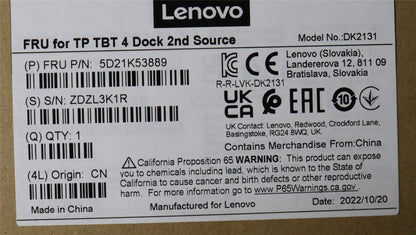 Lenovo
FRU for TP TBT 4 Dock 2nd Source
Model No.:DK2131
(P) FRU P/N: 5D21K53889
Lenovo (Slovakia),
Landererova 12, 811 09
Bratislava, Slovakia
R-R-LVK-DK2131
(S) S/N: ZDZL3K1R
UK CA
EAC
10
UK Contact: Lenovo, Redwood, Crockford Lane,
Basingstoke, RG24 8WQ, UK
(Q) QTY: 1
Contains Merchandise From:China
California Proposition 65 WARNING: This product can expose
you to chemicals including lead, which is known to the State
of California to cause cancer and birth defects or other reproductive
harm. For more information go to www.P65Warnings.ca.gov.
(4L) Origin: CN
Made in China
Manufactured for Lenovo
Date: 2022/10/20